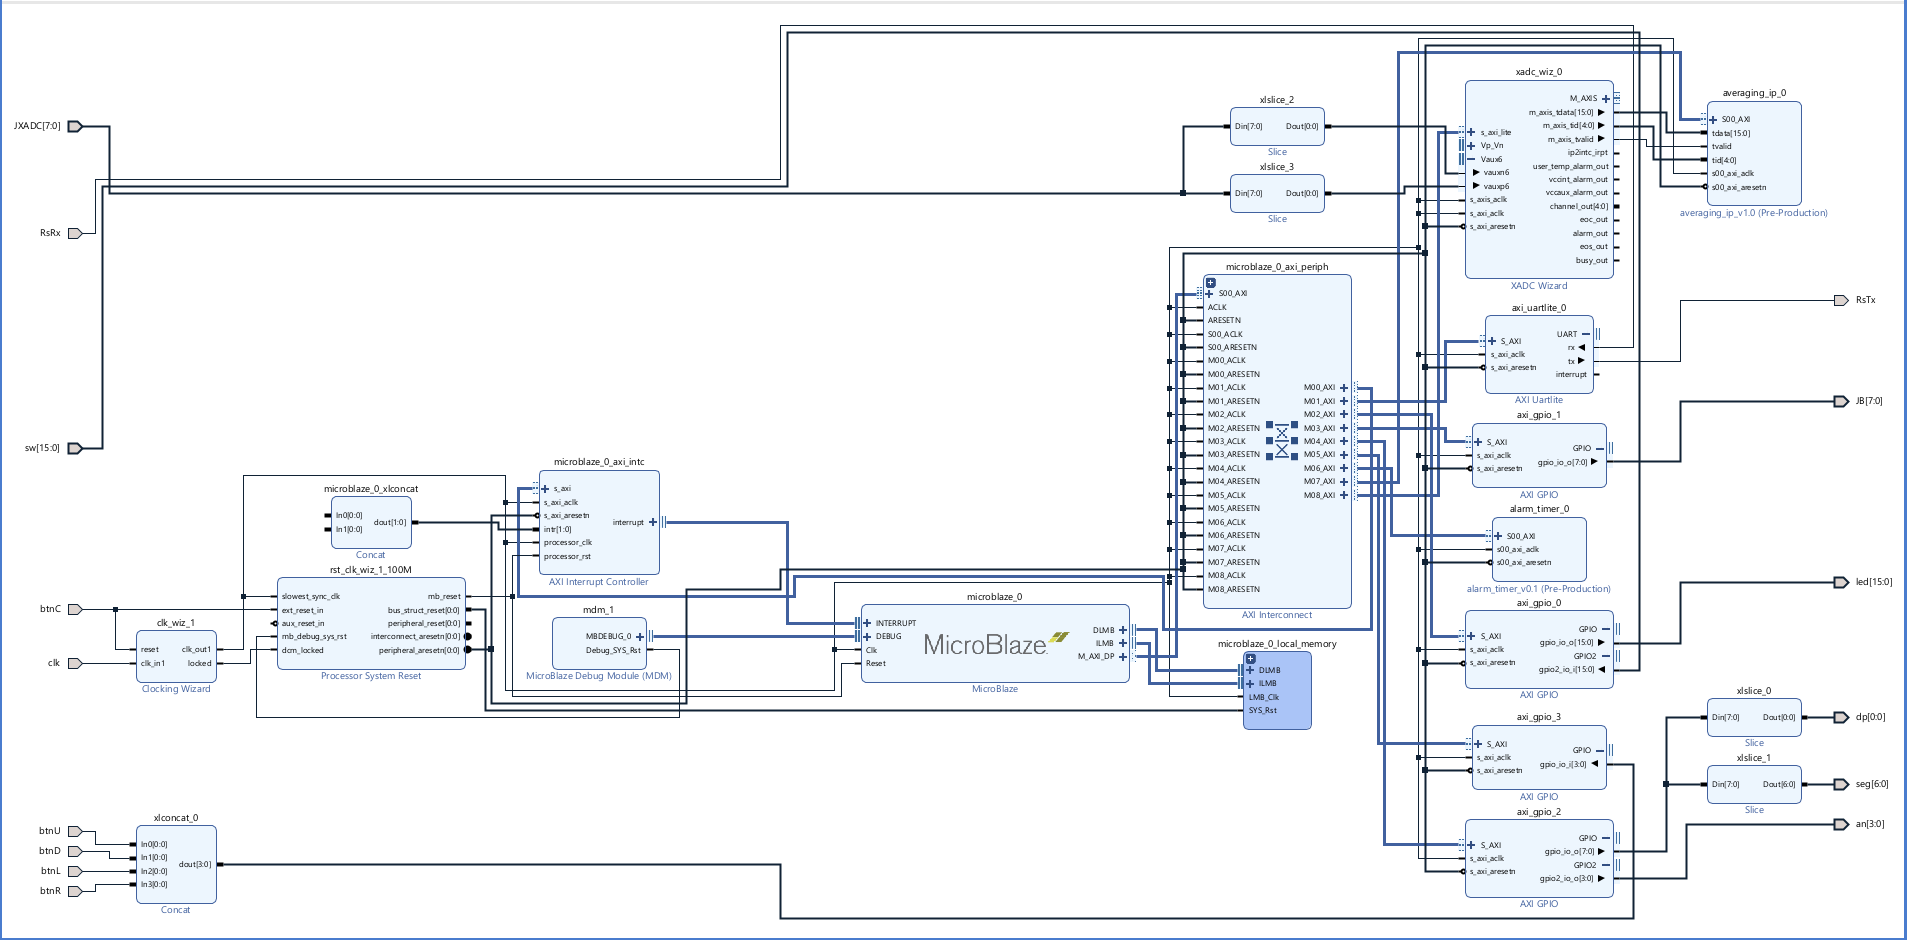 JXADC[7:0]
RsRx
sw[15:0]
btnC
clk
btnU
btnD
btnL
btnR
clk_wiz_1
reset
clk_in1
clk_out1
locked
Clocking Wizard
xlconcat_0
In0[0:0]
In1[0:0]
In2[0:0]
In3[0:0]
dout[3:0]
Concat
microblaze_0_xlconcat
In0[0:0]
In1[0:0]
dout[1:0]
Concat
rst_clk_wiz_1_100M
slowest_sync_clk
ext_reset_in
aux_reset_in
mb_debug_sys_rst
dcm_locked
mb_reset
bus_struct_reset[0:0]
peripheral_reset[0:0]
interconnect_aresetn[0:0]
peripheral_aresetn[0:0]
Processor System Reset
microblaze_0_axi_intc
s_axi
s_axi_aclk
s_axi_aresetn
intr[1:0]
processor_clk
processor_rst
interrupt
AXI Interrupt Controller
mdm_1
MBDEBUG_0
Debug_SYS_Rst
MicroBlaze Debug Module (MDM)
microblaze_0
INTERRUPT
DEBUG
Clk
Reset
MicroBlaze
DLMB
ILMB
M_AXI_DP
MicroBlaze
xlslice_2
Din[7:0]
Dout[0:0]
Slice
xlslice_3
Din[7:0]
Dout[0:0]
Slice
microblaze_0_axi_periph
S00_AXI
ACLK
ARESETN
S00_ACLK
S00_ARESETN
M00_ACLK
M00_ARESETN
M01_ACLK
M01_ARESETN
M02_ACLK
M02_ARESETN
M03_ACLK
M03_ARESETN
M04_ACLK
M04_ARESETN
M05_ACLK
M05_ARESETN
M06_ACLK
M06_ARESETN
M07_ACLK
M07_ARESETN
M08_ACLK
M08_ARESETN
M00_AXI
M01_AXI
M02_AXI
M03_AXI
M04_AXI
M05_AXI
M06_AXI
M07_AXI
M08_AXI
AXI Interconnect
microblaze_0_local_memory
DLMB
ILMB
LMB_Clk
SYS_Rst
xadc_wiz_0
s_axi_lite
Vp_Vn
Vaux6
vauxn6
vauxp6
s_axis_aclk
s_axi_aclk
s_axi_aresetn
M_AXIS
m_axis_tdata[15:0]
m_axis_tid[4:0]
m_axis_tvalid
ip2intc_irpt
user_temp_alarm_out
vccint_alarm_out
vccaux_alarm_out
channel_out[4:0]
eoc_out
alarm_out
eos_out
busy_out
XADC Wizard
averaging_ip_0
S00_AXI
tdata[15:0]
tvalid
tid[4:0]
s00_axi_aclk
s00_axi_aresetn
averaging_ip_v1.0 (Pre-Production)
axi_uartlite_0
S_AXI
s_axi_aclk
s_axi_aresetn
UART
rx
tx
interrupt
AXI Uartlite
axi_gpio_1
S_AXI
s_axi_aclk
s_axi_aresetn
GPIO
gpio_io_o[7:0]
AXI GPIO
alarm_timer_0
S00_AXI
s00_axi_aclk
s00_axi_aresetn
alarm_timer_v0.1 (Pre-Production)
axi_gpio_0
S_AXI
s_axi_aclk
s_axi_aresetn
GPIO
gpio_io_o[15:0]
GPIO2
gpio2_io_i[15:0]
AXI GPIO
axi_gpio_3
S_AXI
s_axi_aclk
s_axi_aresetn
GPIO
gpio_io_i[3:0]
AXI GPIO
axi_gpio_2
S_AXI
s_axi_aclk
s_axi_aresetn
GPIO
gpio_io_o[7:0]
GPIO2
gpio2_io_o[3:0]
AXI GPIO
xlslice_0
Din[7:0]
Dout[0:0]
Slice
xlslice_1
Din[7:0]
Dout[6:0]
Slice
RsTx
JB[7:0]
led[15:0]
dp[0:0]
seg[6:0]
an[3:0]